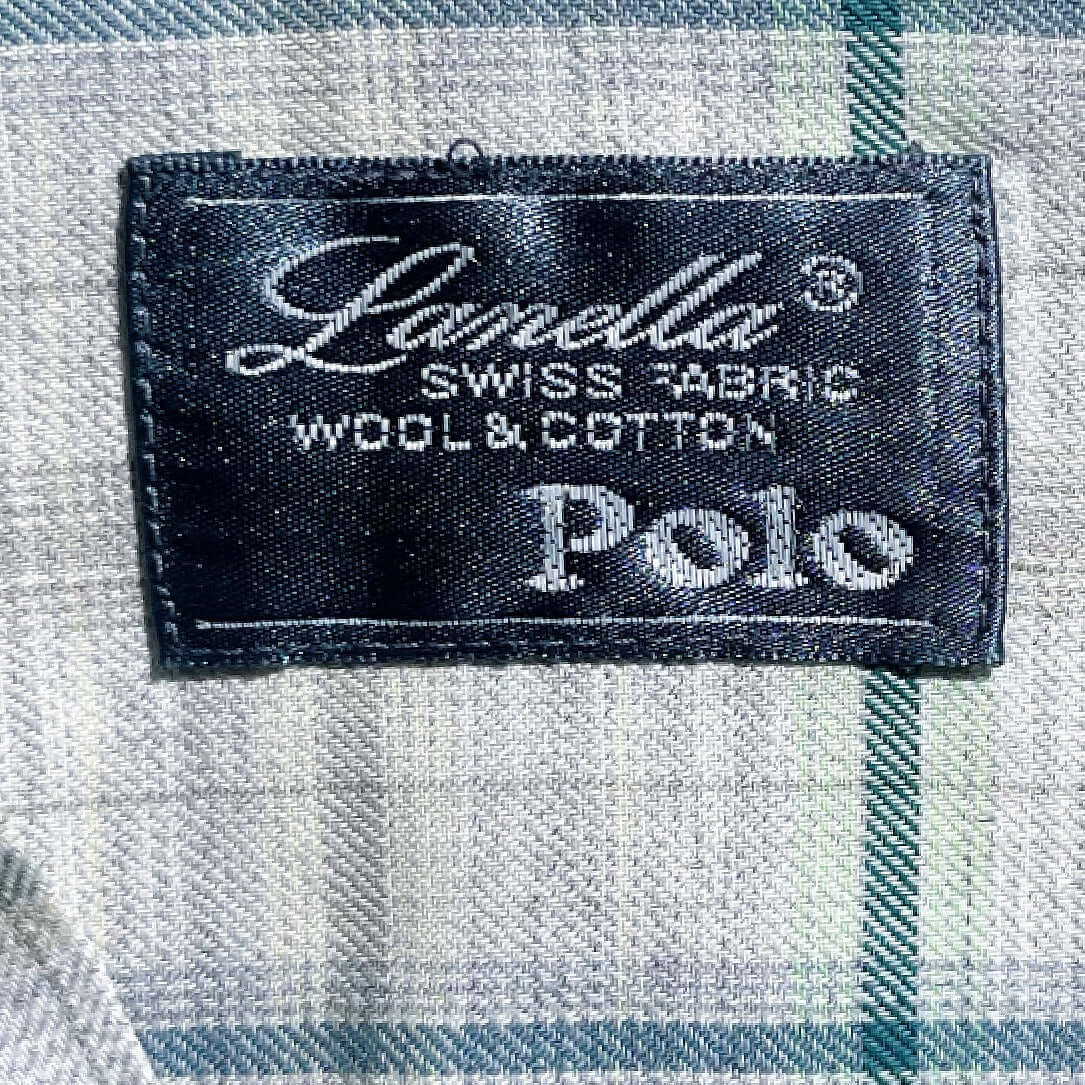 Lanella®
SWISS FABRIC
WOOL & COTTON
Polo